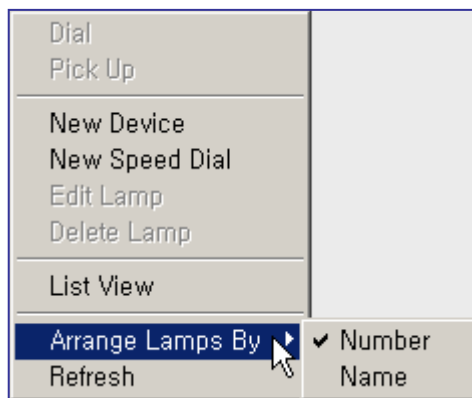 Dial
Pick Up
New Device
New Speed Dial
Edit Lamp
Delete Lamp
List View
Arrange Lamps By
Number
Refresh
Name